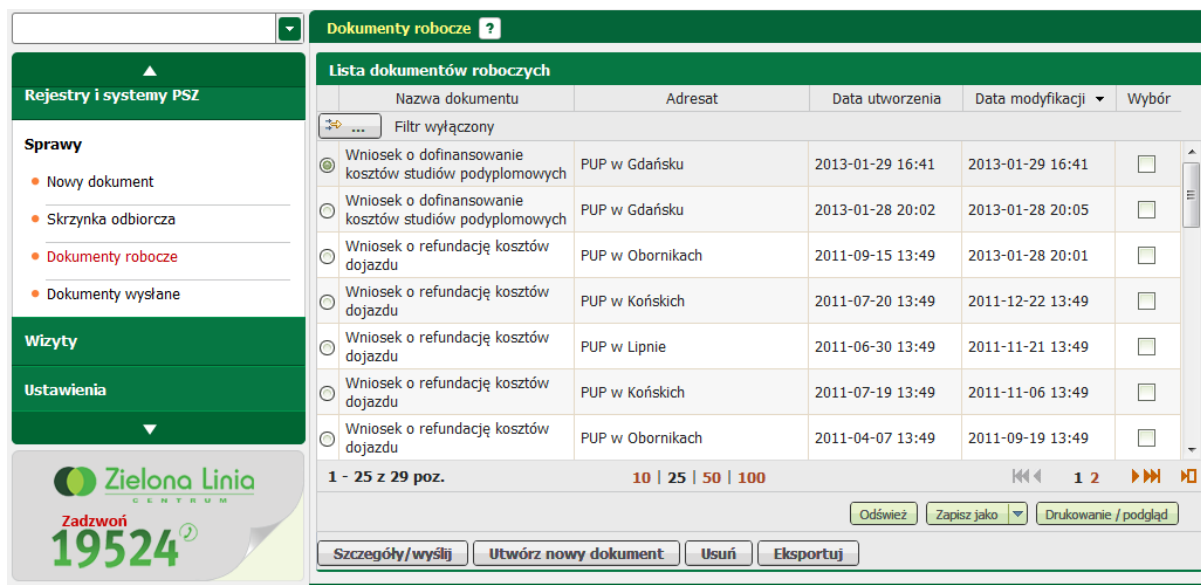 Dokumenty robocze ?
Rejestry i systemy PSZ
Sprawy
Nowy dokument
Skrzynka odbiorcza
Dokumenty robocze
Dokumenty wysłane
Wizyty
Ustawienia
Zielona Linia
CENTRUM
Zadzwoń
19524
Lista dokumentów roboczych
Nazwa dokumentu Adresat Data utworzenia Data modyfikacji Wybór
... Filtr wyłączony
Wniosek o dofinansowanie
kosztów studiów podyplomowych PUP w Gdańsku 2013-01-29 16:41 2013-01-29 16:41
Wniosek o dofinansowanie
kosztów studiów podyplomowych PUP w Gdańsku 2013-01-28 20:02 2013-01-28 20:05
Wniosek o refundację kosztów
dojazdu PUP w Obornikach 2011-09-15 13:49 2013-01-28 20:01
Wniosek o refundację kosztów
dojazdu PUP w Końskich 2011-07-20 13:49 2011-12-22 13:49
Wniosek o refundację kosztów
dojazdu PUP w Lipnie 2011-06-30 13:49 2011-11-21 13:49
Wniosek o refundację kosztów
dojazdu PUP w Końskich 2011-07-19 13:49 2011-11-06 13:49
Wniosek o refundację kosztów
dojazdu PUP w Obornikach 2011-04-07 13:49 2011-09-19 13:49
1 - 25 z 29 poz. 10 | 25 | 50 | 100 1 2
Odśwież Zapisz jako Drukowanie / podgląd
Szczegóły/wyślij Utwórz nowy dokument Usuń Eksportuj